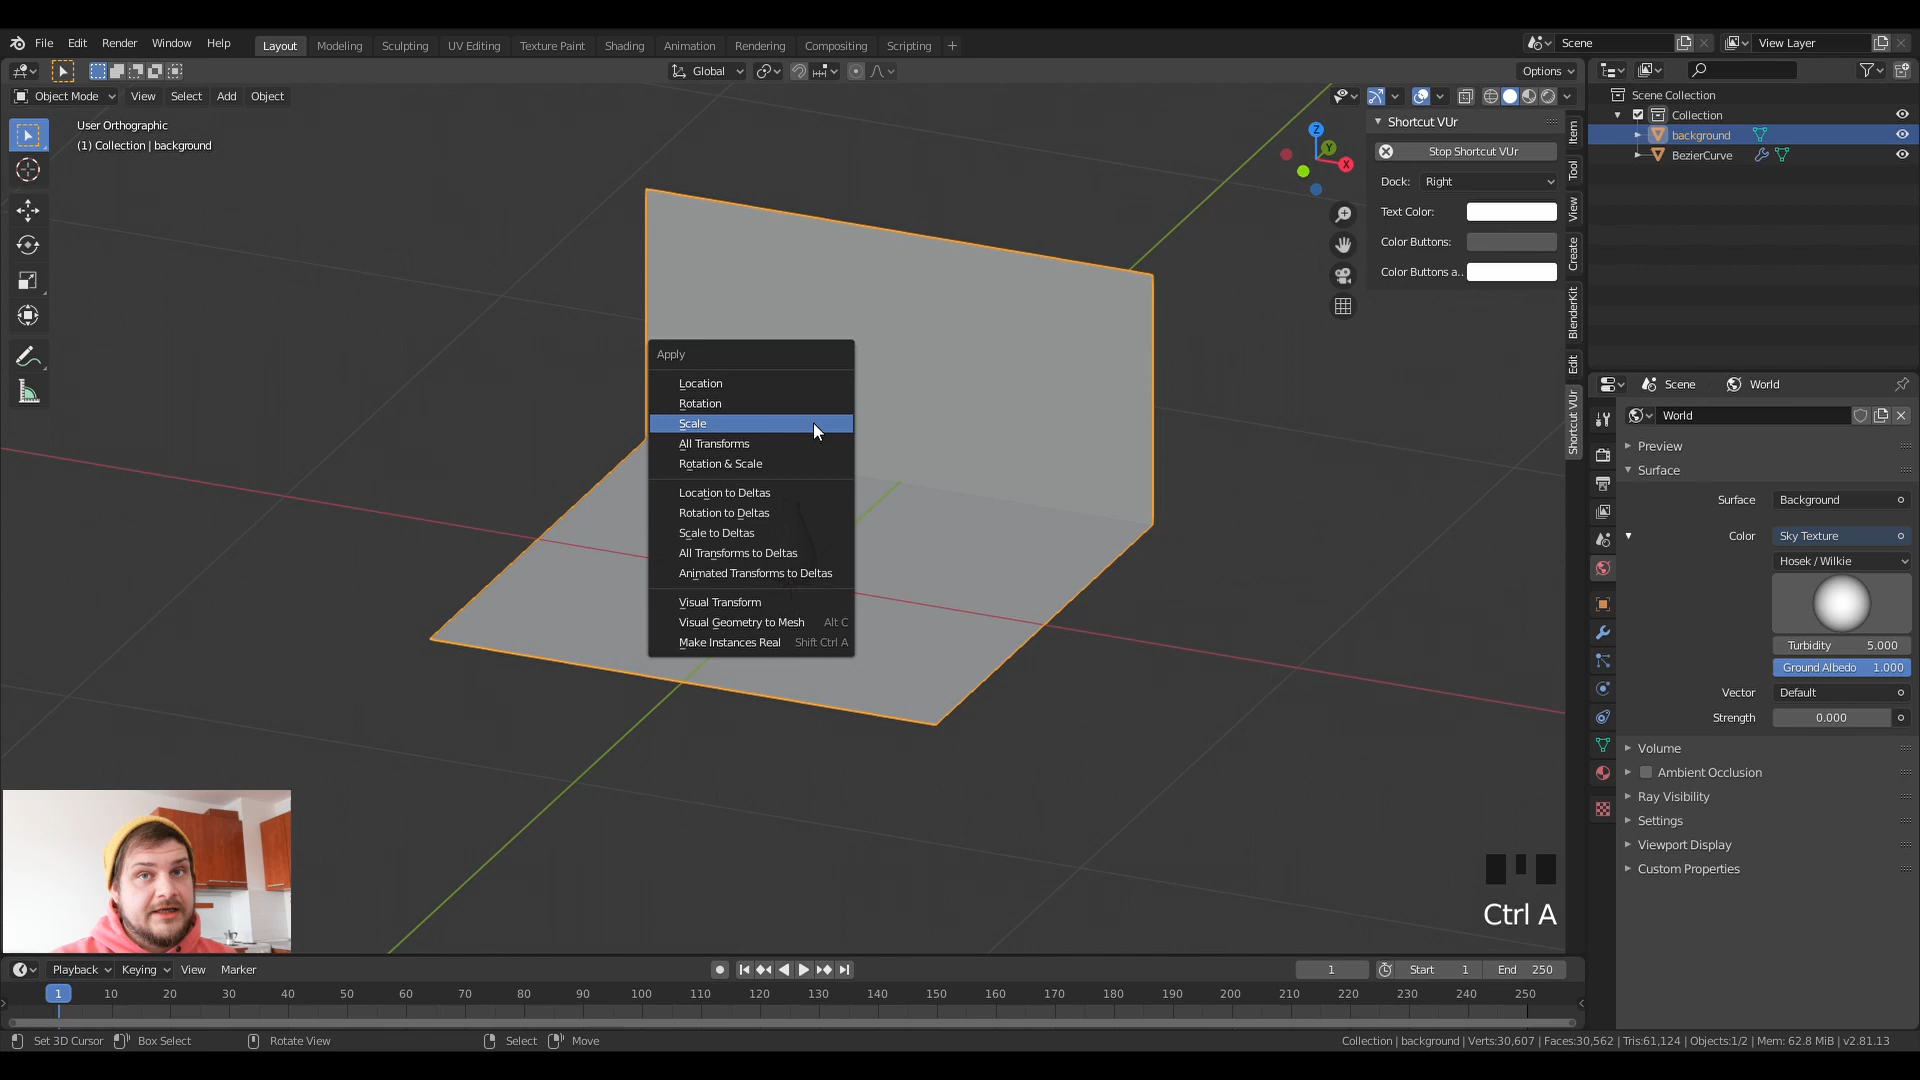 File Edit Render Window Help Layout Modeling Sculpting UV Editing Texture Paint Shading Animation Rendering Compositing Scripting + Scene View Layer
Global Options
Object Mode View Select Add Object
User Orthographic
(1) Collection | background
Z
Y
X
Shortcut VUr
Stop Shortcut VUr
Dock: Right
Text Color:
Color Buttons:
Color Buttons a..
Item
Tool
View
Create
BlenderKit
Edit
Shortcut VUr
Scene Collection
Collection
background
BezierCurve
Scene World
World
Preview
Surface
Surface Background
Color Sky Texture
Hosek / Wilkie
Turbidity 5.000
Ground Albedo 1.000
Vector Default
Strength 0.000
Volume
Ambient Occlusion
Ray Visibility
Settings
Viewport Display
Custom Properties
Apply
Location
Rotation
Scale
All Transforms
Rotation & Scale
Location to Deltas
Rotation to Deltas
Scale to Deltas
All Transforms to Deltas
Animated Transforms to Deltas
Visual Transform
Visual Geometry to Mesh Alt C
Make Instances Real Shift Ctrl A
Ctrl A
Playback Keying View Marker 1 Start 1 End 250
1 10 20 30 40 50 60 70 80 90 100 110 120 130 140 150 160 170 180 190 200 210 220 230 240 250
Set 3D Cursor Box Select Rotate View Select Move Collection | background | Verts:30,607 | Faces:30,562 | Tris:61,124 | Objects:1/2 | Mem: 62.8 MiB | v2.81.13